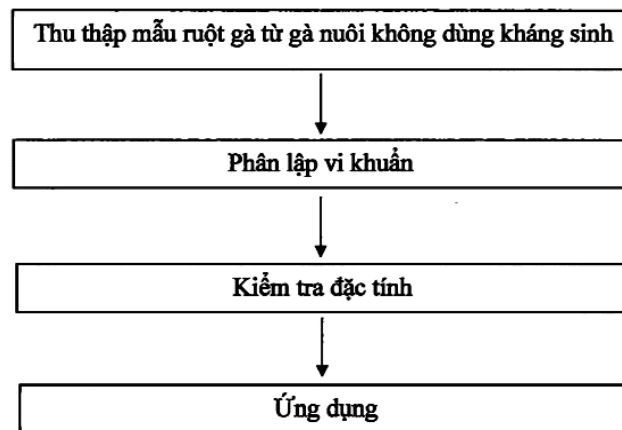 Thu thập mẫu ruột gà từ gà nuôi không dùng kháng sinh
Phân lập vi khuẩn
Kiểm tra đặc tính
Ứng dụng